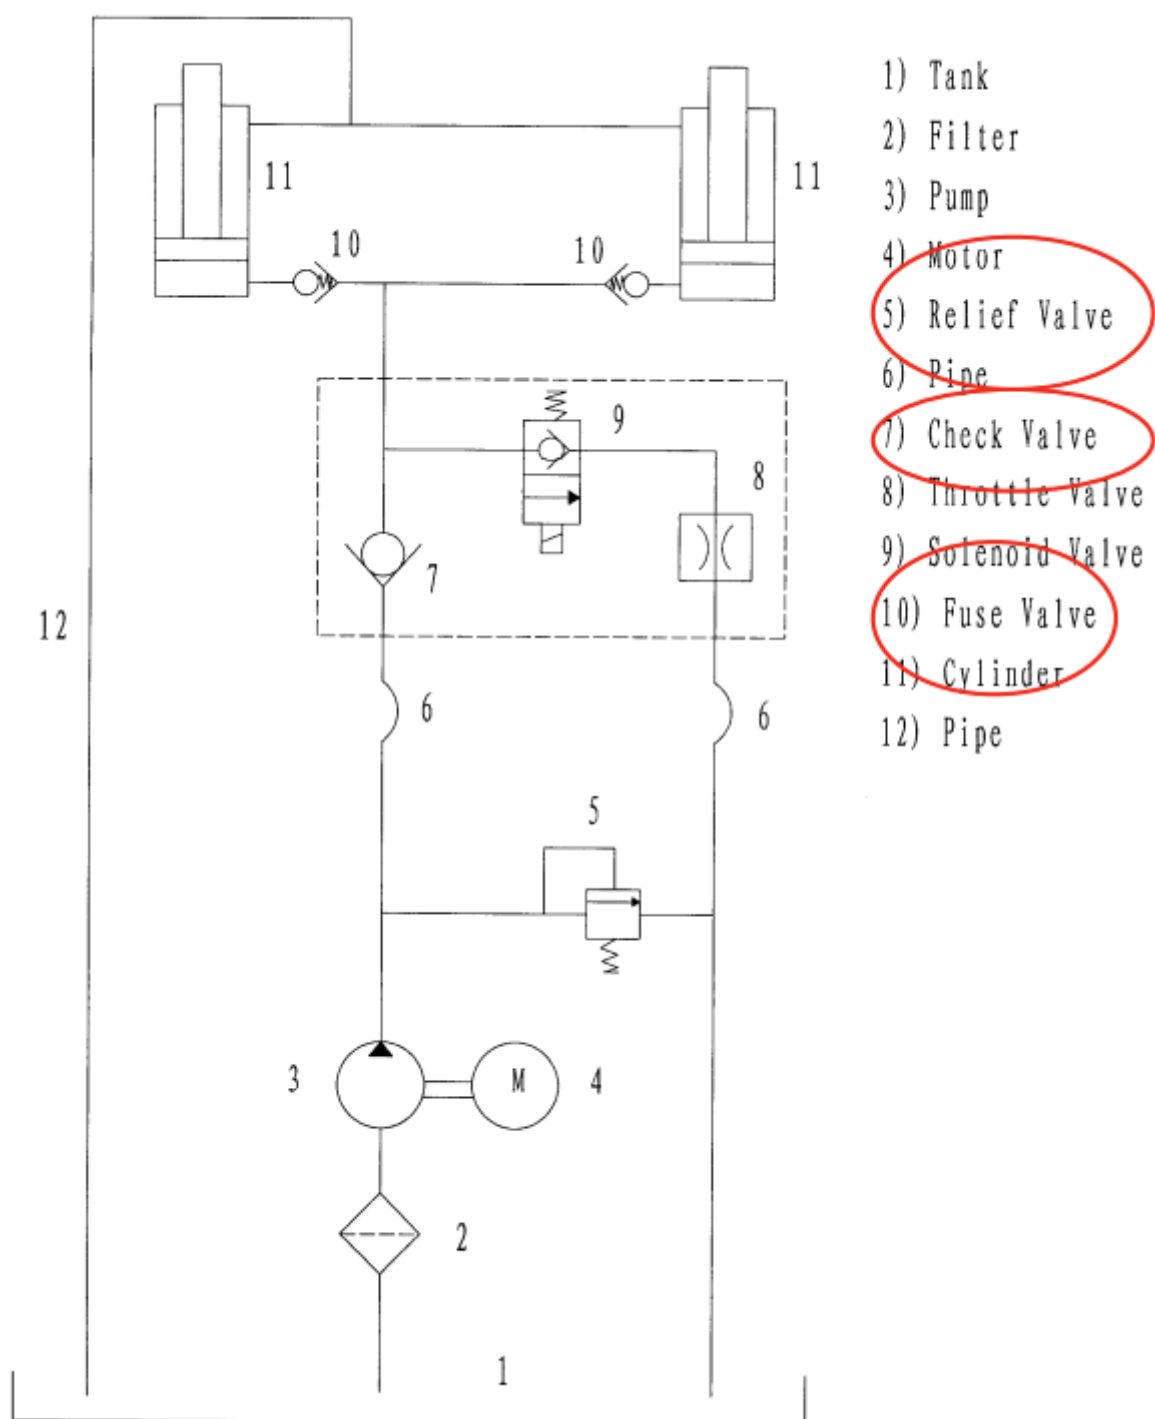 11
11
10
10
9
8
7
12
6
6
5
3
M
4
2
1
1) Tank
2) Filter
3) Pump
4) Motor
5) Relief Valve
6) Pipe
7) Check Valve
8) Throttle Valve
9) Solenoid Valve
10) Fuse Valve
11) Cylinder
12) Pipe